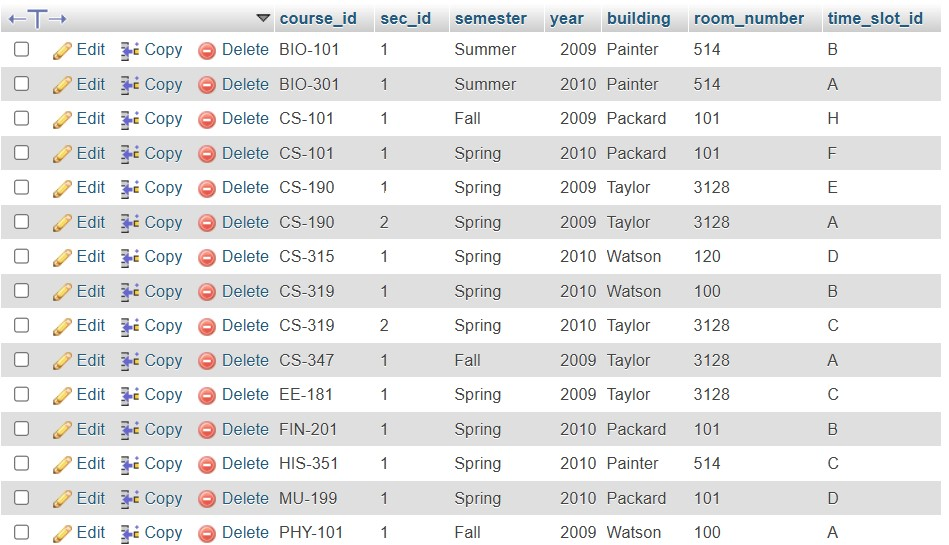 course_id sec_id semester year building room_number time_slot_id
Edit Copy Delete BIO-101 1 Summer 2009 Painter 514 B
Edit Copy Delete BIO-301 1 Summer 2010 Painter 514 A
Edit Copy Delete CS-101 1 Fall 2009 Packard 101 H
Edit Copy Delete CS-101 1 Spring 2010 Packard 101 F
Edit Copy Delete CS-190 1 Spring 2009 Taylor 3128 E
Edit Copy Delete CS-190 2 Spring 2009 Taylor 3128 A
Edit Copy Delete CS-315 1 Spring 2010 Watson 120 D
Edit Copy Delete CS-319 1 Spring 2010 Watson 100 B
Edit Copy Delete CS-319 2 Spring 2010 Taylor 3128 C
Edit Copy Delete CS-347 1 Fall 2009 Taylor 3128 A
Edit Copy Delete EE-181 1 Spring 2009 Taylor 3128 C
Edit Copy Delete FIN-201 1 Spring 2010 Packard 101 B
Edit Copy Delete HIS-351 1 Spring 2010 Painter 514 C
Edit Copy Delete MU-199 1 Spring 2010 Packard 101 D
Edit Copy Delete PHY-101 1 Fall 2009 Watson 100 A